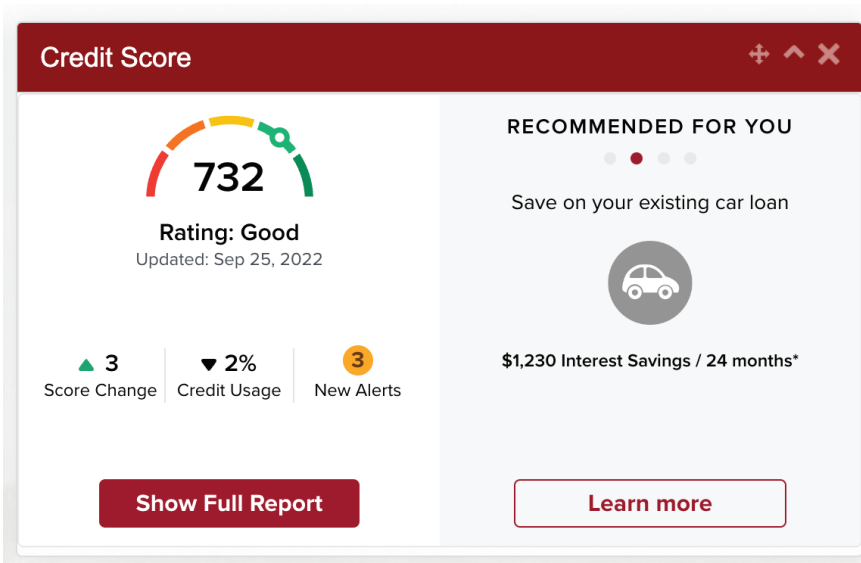 Credit Score
732
Rating: Good
Updated: Sep 25, 2022
3
Score Change
2%
Credit Usage
3
New Alerts
Show Full Report
RECOMMENDED FOR YOU
Save on your existing car loan
$1,230 Interest Savings / 24 months*
Learn more